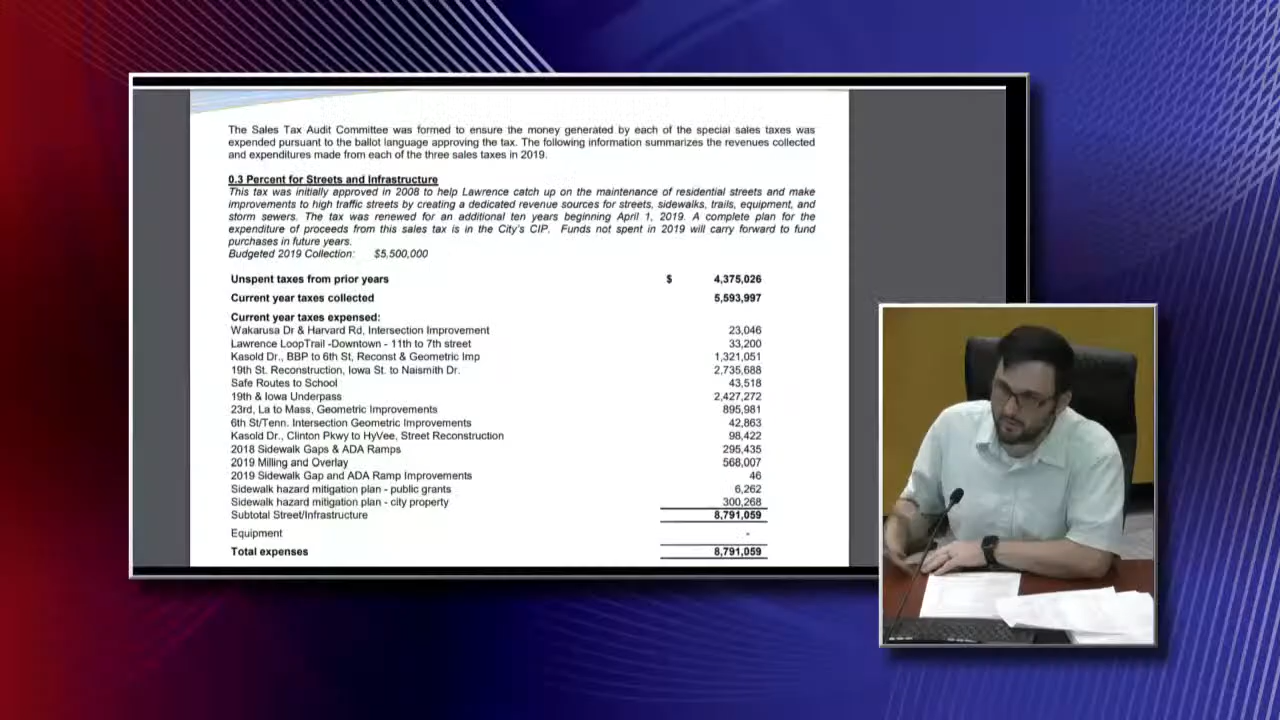 The Sales Tax Audit Committee was formed to ensure the money generated by each of the special sales taxes was
expended pursuant to the ballot language approving the tax. The following information summarizes the revenues collected
and expenditures made from each of the three sales taxes in 2019.
0.3 Percent for Streets and Infrastructure
This tax was initially approved in 2008 to help Lawrence catch up on the maintenance of residential streets and make
improvements to high traffic streets by creating a dedicated revenue sources for streets, sidewalks, trails, equipment, and
storm sewers. The tax was renewed for an additional ten years beginning April 1, 2019. A complete plan for the
expenditure of proceeds from this sales tax is in the City's CIP. Funds not spent in 2019 will carry forward to fund
purchases in future years.
Budgeted 2019 Collection: $5,500,000
Unspent taxes from prior years $ 4,375,026
Current year taxes collected 5,593,997
Current year taxes expensed:
Wakarusa Dr & Harvard Rd, Intersection Improvement 23,046
Lawrence LoopTrail -Downtown - 11th to 7th street 33,200
Kasold Dr., BBP to 6th St, Reconst & Geometric Imp 1,321,051
19th St. Reconstruction, Iowa St. to Naismith Dr. 2,735,688
Safe Routes to School 43,518
19th & Iowa Underpass 2,427,272
23rd, La to Mass, Geometric Improvements 895,981
6th St/Tenn. Intersection Geometric Improvements 42,863
Kasold Dr., Clinton Pkwy to HyVee, Street Reconstruction 98,422
2018 Sidewalk Gaps & ADA Ramps 295,435
2019 Milling and Overlay 568,007
2019 Sidewalk Gap and ADA Ramp Improvements 46
Sidewalk hazard mitigation plan - public grants 6,262
Sidewalk hazard mitigation plan - city property 300,268
Subtotal Street/Infrastructure 8,791,059
Equipment -
Total expenses 8,791,059